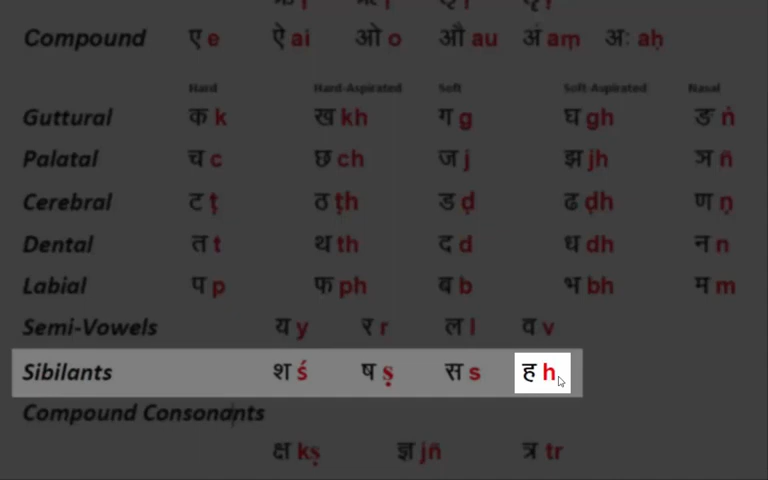 Compound ए e ऐ ai ओ o औ au अं aṃ अः aḥ
Hard Hard-Aspirated Soft Soft-Aspirated Nasal
Guttural क k ख kh ग g घ gh ङ ṅ
Palatal च c छ ch ज j झ jh ञ ñ
Cerebral ट ṭ ठ ṭh ड ḍ ढ ḍh ण ṇ
Dental त t थ th द d ध dh न n
Labial प p फ ph ब b भ bh म m
Semi-Vowels य y र r ल l व v
Sibilants श ś ष ṣ स s ह h
Compound Consonants
क्ष kṣ ज्ञ jñ त्र tr